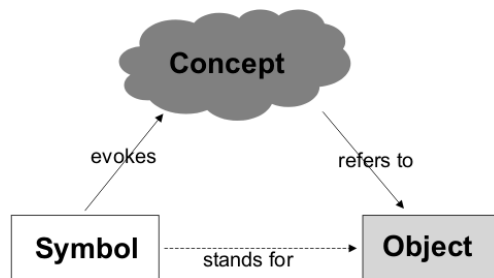 Concept
evokes
refers to
Symbol
stands for
Object